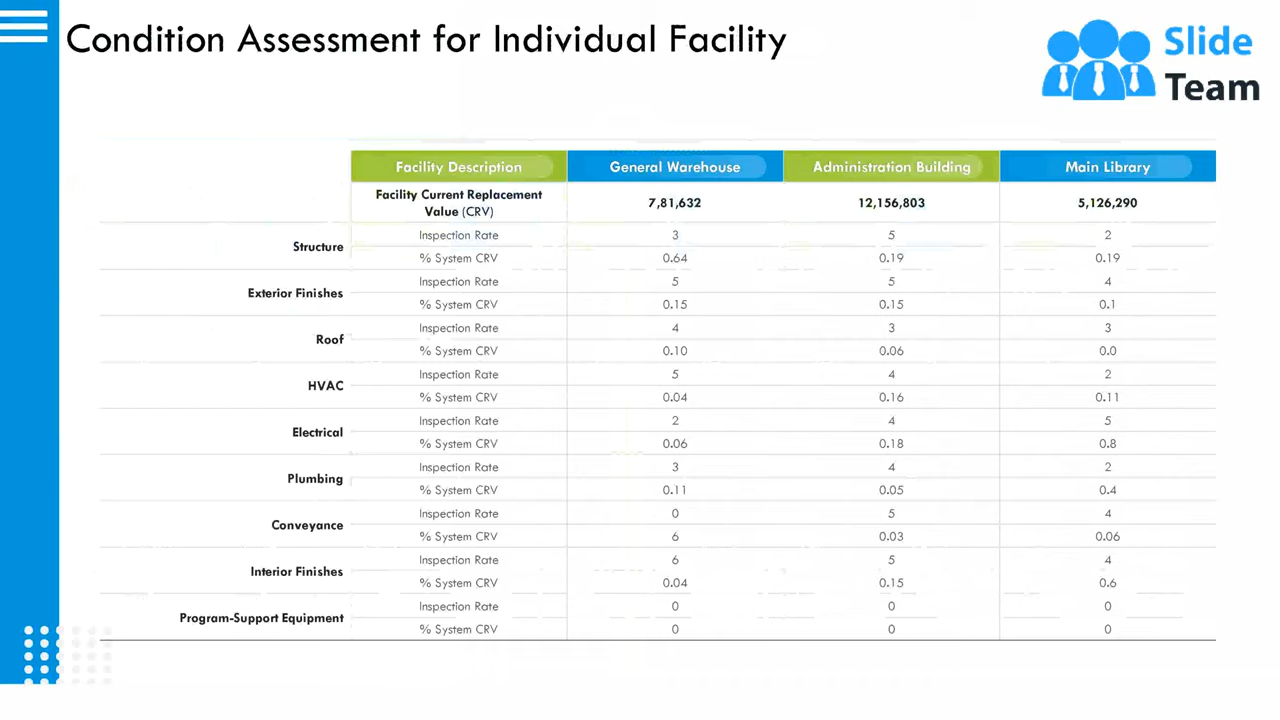 Condition Assessment for Individual Facility
Slide
Team
Facility Description General Warehouse Administration Building Main Library
Facility Current Replacement
Value (CRV) 7,81,632 12,156,803 5,126,290
Structure
Inspection Rate 3 5 2
% System CRV 0.64 0.19 0.19
Exterior Finishes
Inspection Rate 5 5 4
% System CRV 0.15 0.15 0.1
Roof
Inspection Rate 4 3 3
% System CRV 0.10 0.06 0.0
HVAC
Inspection Rate 5 4 2
% System CRV 0.04 0.16 0.11
Electrical
Inspection Rate 2 4 5
% System CRV 0.06 0.18 0.8
Plumbing
Inspection Rate 3 4 2
% System CRV 0.11 0.05 0.4
Conveyance
Inspection Rate 0 5 4
% System CRV 6 0.03 0.06
Interior Finishes
Inspection Rate 6 5 4
% System CRV 0.04 0.15 0.6
Program-Support Equipment
Inspection Rate 0 0 0
% System CRV 0 0 0